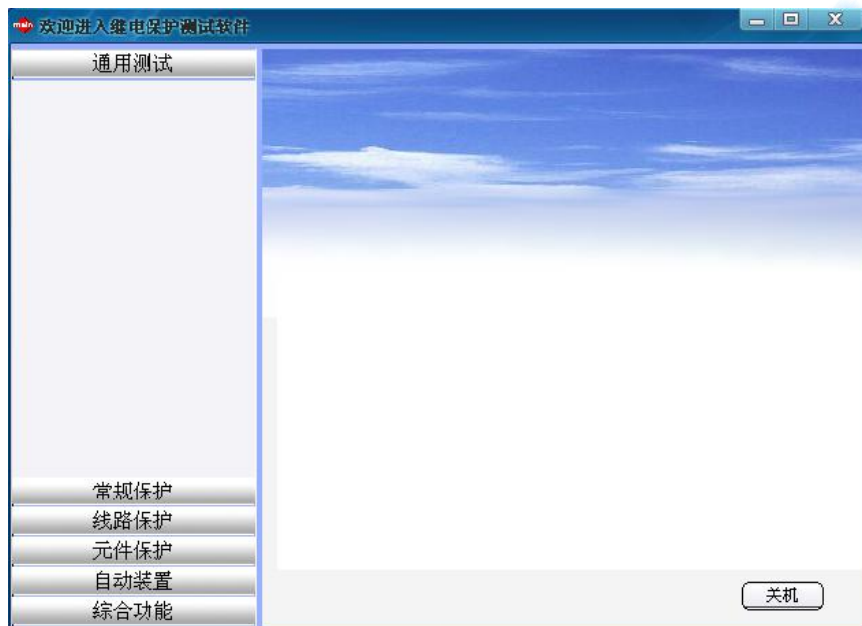 main 欢迎进入继电保护测试软件
通用测试
常规保护
线路保护
元件保护
自动装置
综合功能
关机